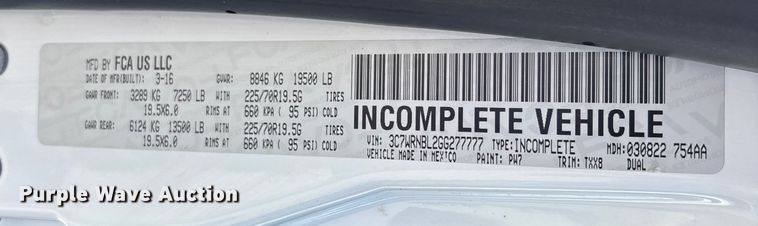 MFD BY FCA US LLC
DATE OF MFR(BUILT) 3-16 GVWR: 8846 KG 19500 LB
GAWR FRONT: 3289 KG 7250 LB 225/70R19.5G TIRES
19.5X6.0 RIMS AT 660 KPA ( 95 PSI) COLD
GAWR REAR: 6124 KG 13500 LB 225/70R19.5G TIRES
19.5X6.0 RIMS AT 660 KPA ( 95 PSI) COLD
INCOMPLETE VEHICLE
VIN: 3C7WRNBL2GG277777 TYPE: INCOMPLETE MDH: 030822 754AA
VEHICLE MADE IN MEXICO PAINT: PW7 TRIM: TXX8 DUAL
Purple Wave Auction